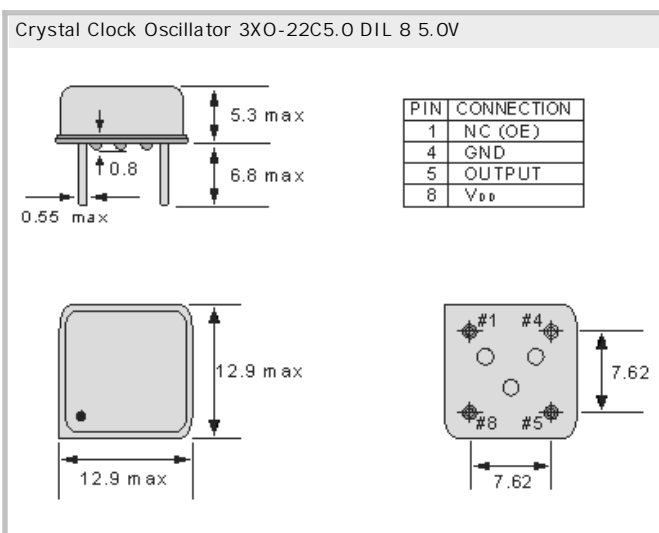 Crystal Clock Oscillator 3XO-22C5.0 DIL 8 5.0V
5.3 max
0.8
6.8 max
0.55 max
PIN CONNECTION
1 NC (OE)
4 GND
5 OUTPUT
8 VDD
12.9 max
12.9 max
#1 #4
7.62
#8 #5
7.62